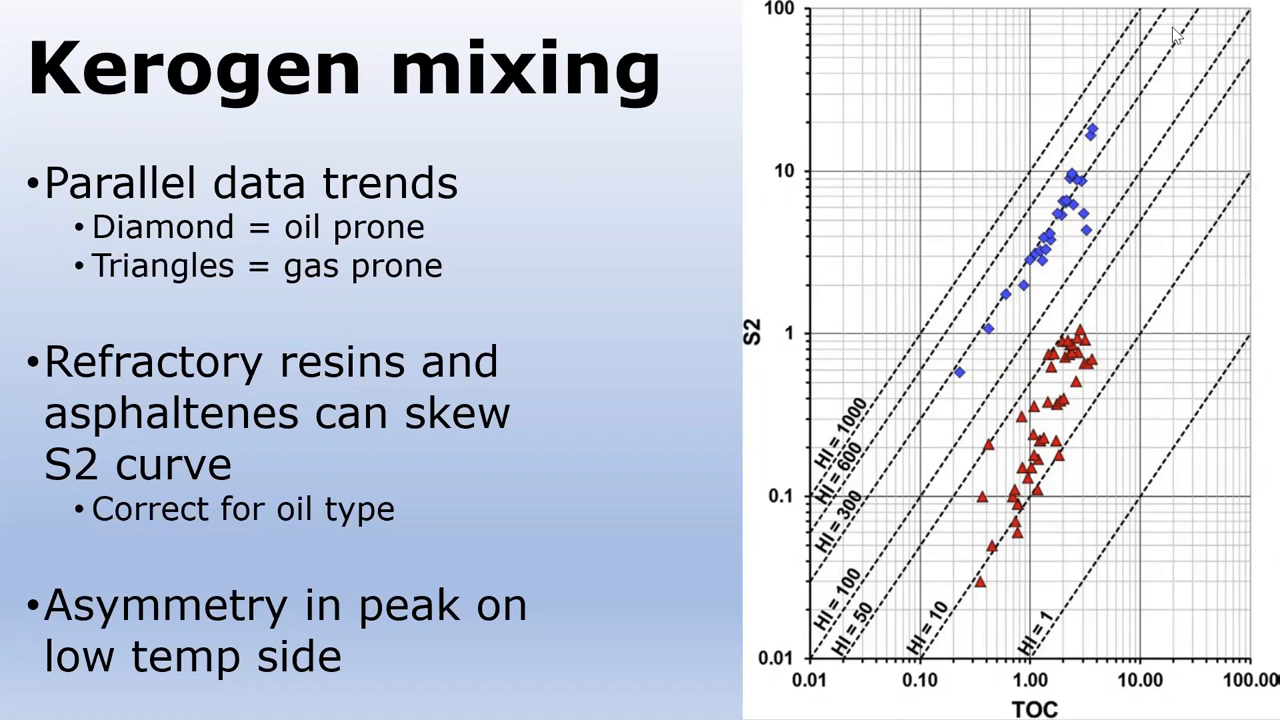 Kerogen mixing
•Parallel data trends
•Diamond = oil prone
•Triangles = gas prone
•Refractory resins and
asphaltenes can skew
S2 curve
•Correct for oil type
•Asymmetry in peak on
low temp side
100
10
1
0.1
0.01
S2
HI = 1000
HI = 600
HI = 300
HI = 100
HI = 50
HI = 10
HI = 1
0.01
0.10
1.00
10.00
100.00
TOC